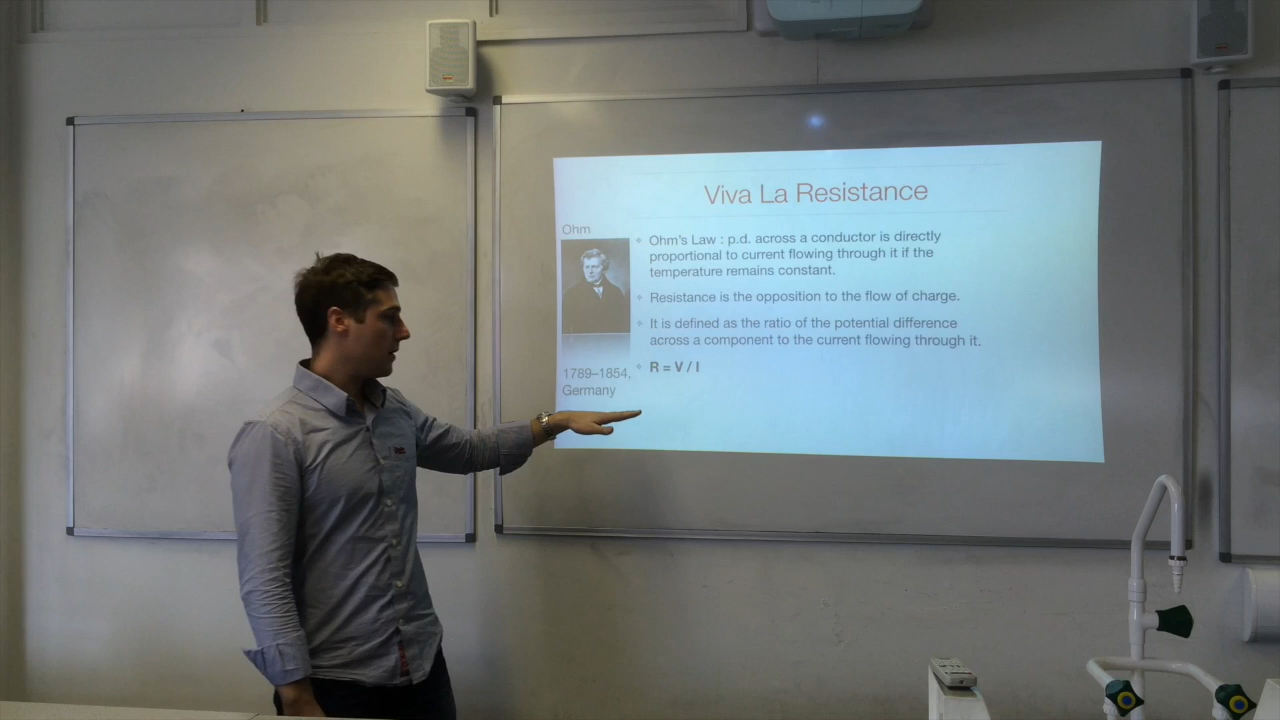 Viva La Resistance
Ohm
Ohm's Law : p.d. across a conductor is directly
proportional to current flowing through it if the
temperature remains constant.
Resistance is the opposition to the flow of charge.
It is defined as the ratio of the potential difference
across a component to the current flowing through it.
R = V / I
1789–1854,
Germany